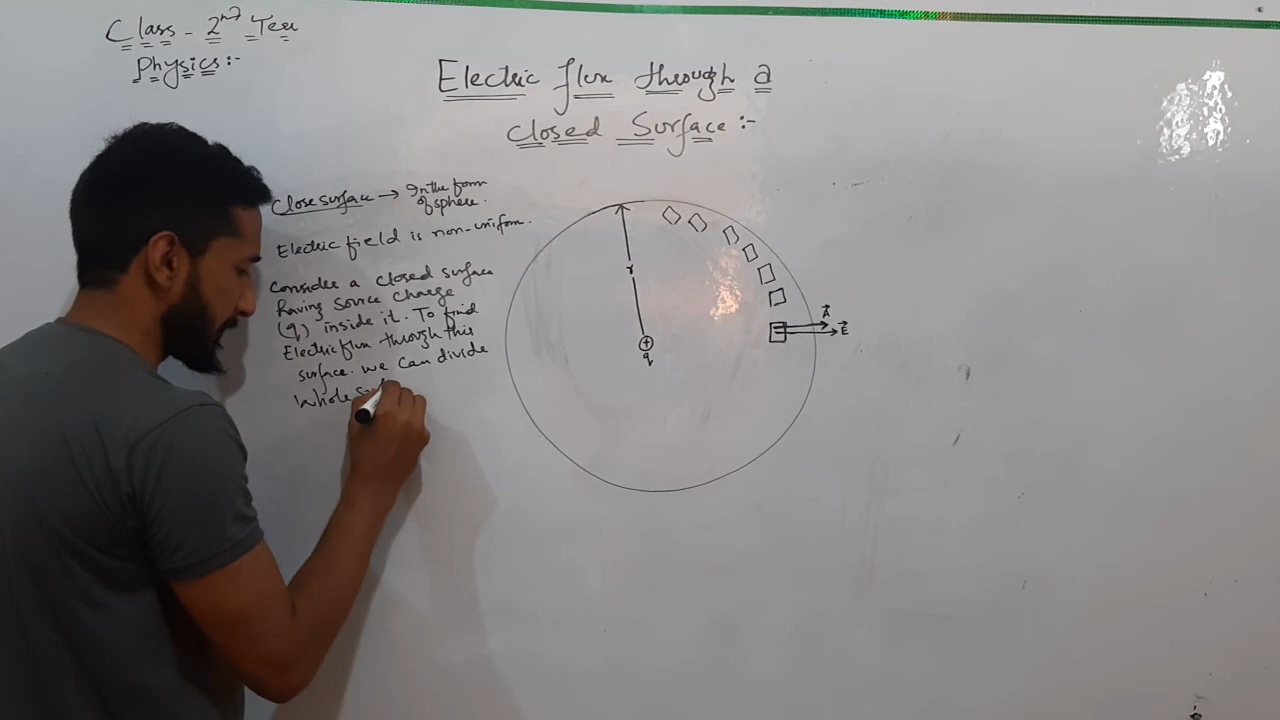 Class - 2nd Year
Physics:-
Electric flux through a
closed Surface:-
Close surface → In the form
of sphere.
Electric field is non-uniform.
Consider a closed surface
having source charge
(q) inside it. To find
Electric flux through this
surface. we can divide
whole
r
+
q
A
E